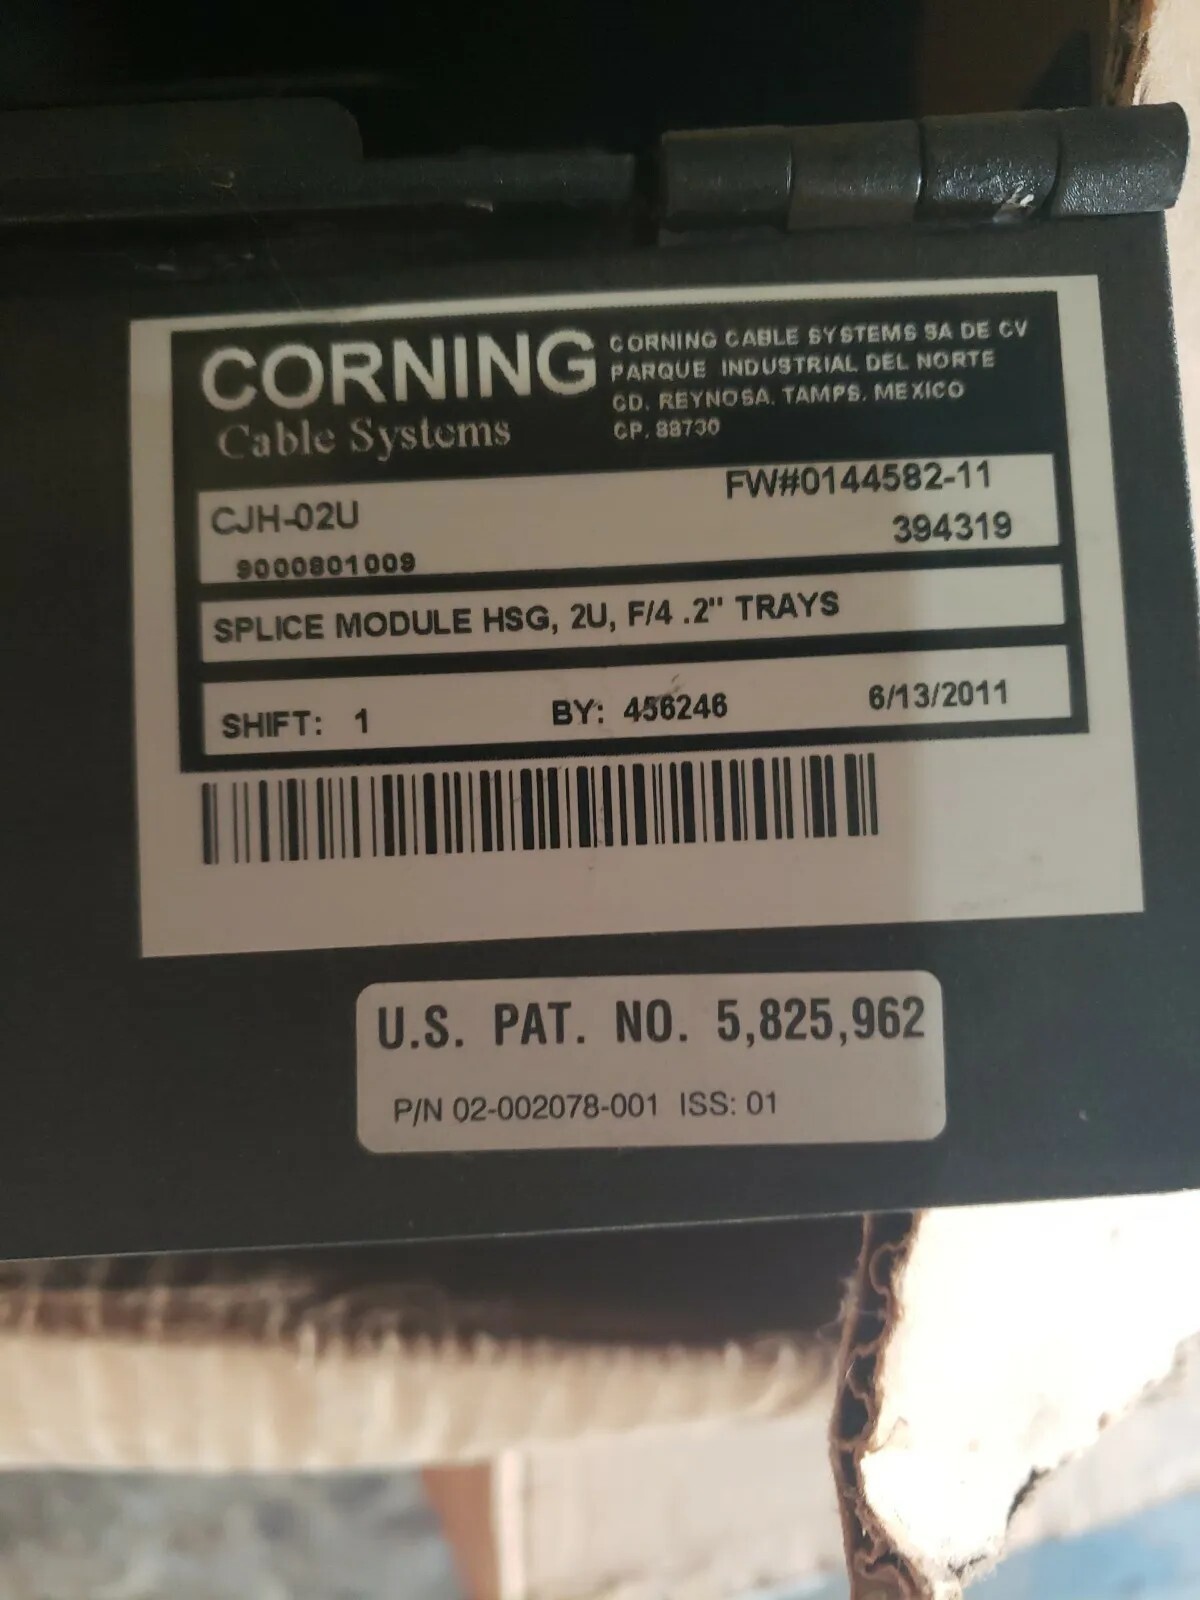 CORNING
Cable Systems
CORNING CABLE SYSTEMS SA DE CV
PARQUE INDUSTRIAL DEL NORTE
CD. REYNOSA, TAMPS. MEXICO
CP. 88730
CJH-02U
FW#0144582-11
9000801009
394319
SPLICE MODULE HSG, 2U, F/4 .2" TRAYS
SHIFT: 1 BY: 456246 6/13/2011
U.S. PAT. NO. 5,825,962
P/N 02-002078-001 ISS: 01